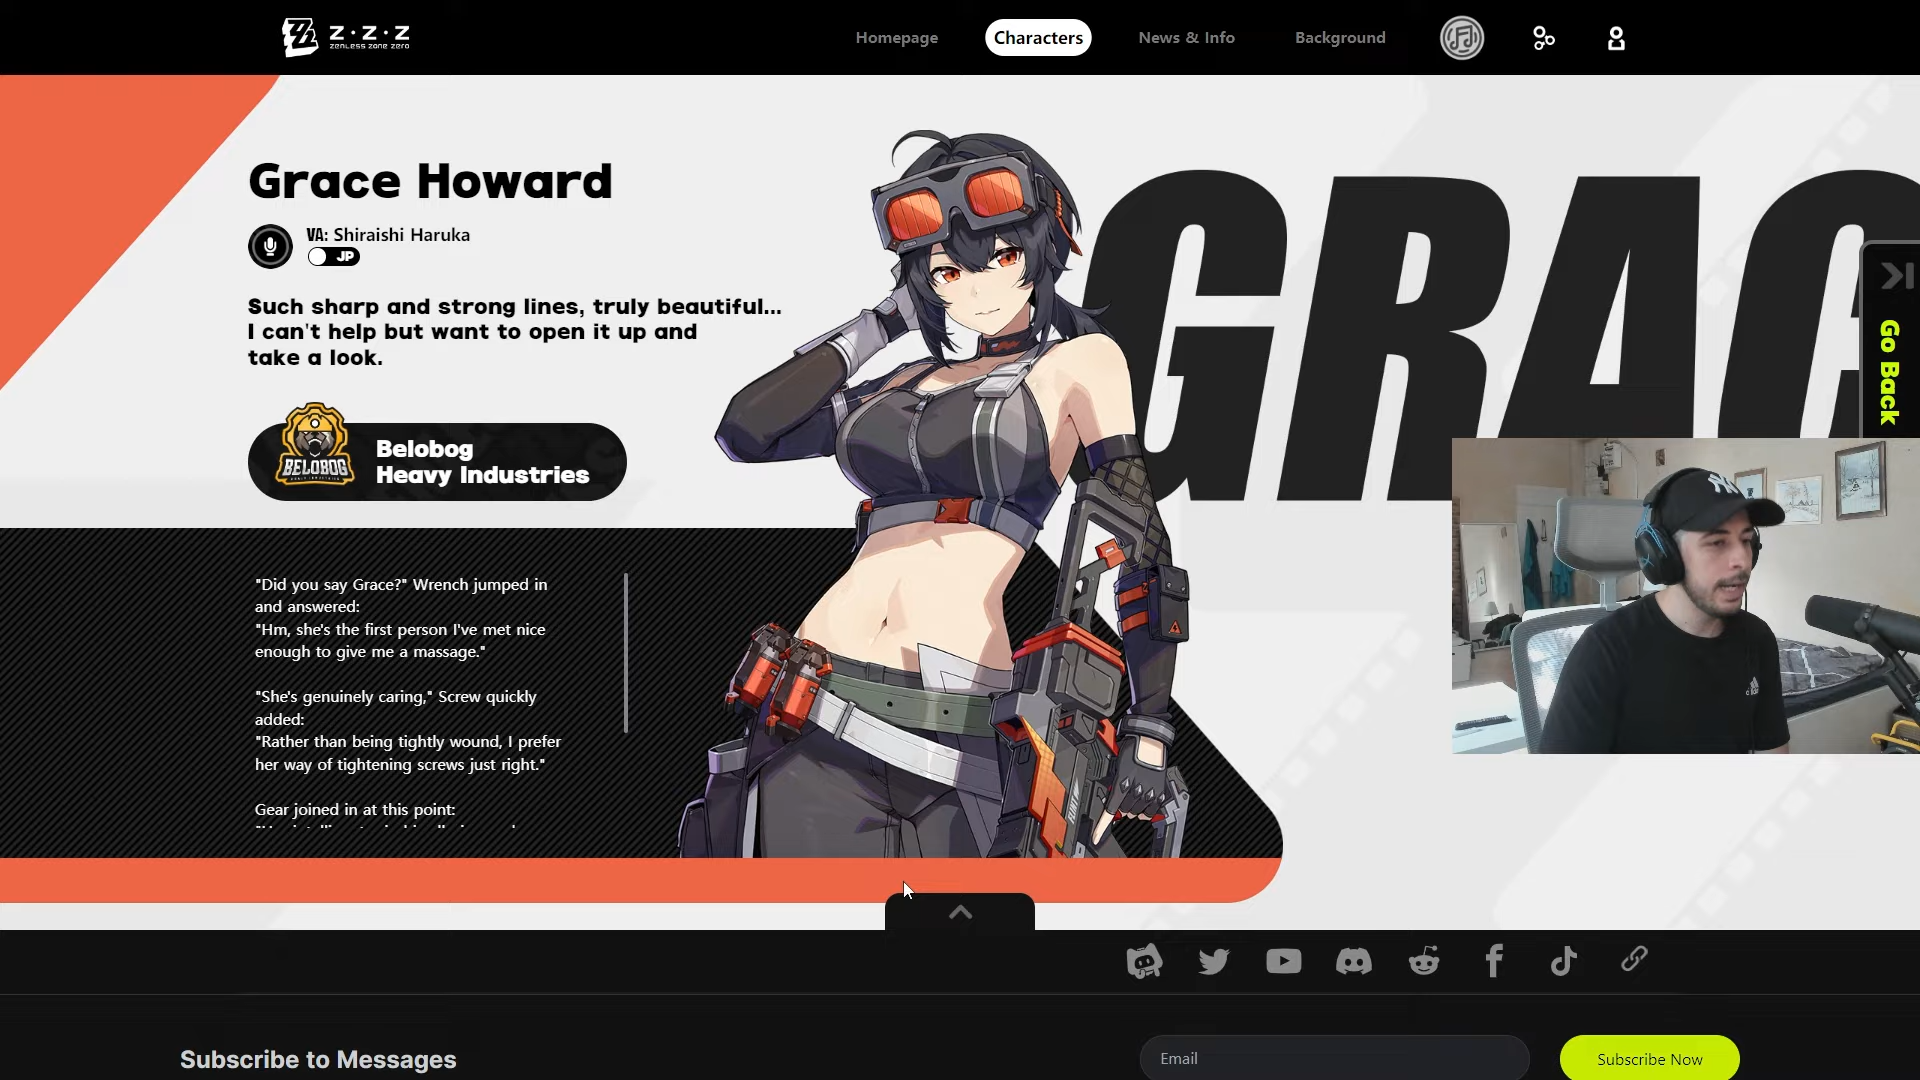 Z·Z·Z
ZENLESS ZONE ZERO
Homepage
Characters
News & Info
Background
Grace Howard
VA: Shiraishi Haruka
JP
Such sharp and strong lines, truly beautiful...
I can't help but want to open it up and
take a look.
BELOBOG
HEAVY INDUSTRIES
Belobog
Heavy Industries
"Did you say Grace?" Wrench jumped in
and answered:
"Hm, she's the first person I've met nice
enough to give me a massage."
"She's genuinely caring," Screw quickly
added:
"Rather than being tightly wound, I prefer
her way of tightening screws just right."
Gear joined in at this point:
GRAC
Go Back
Subscribe to Messages
Email
Subscribe Now